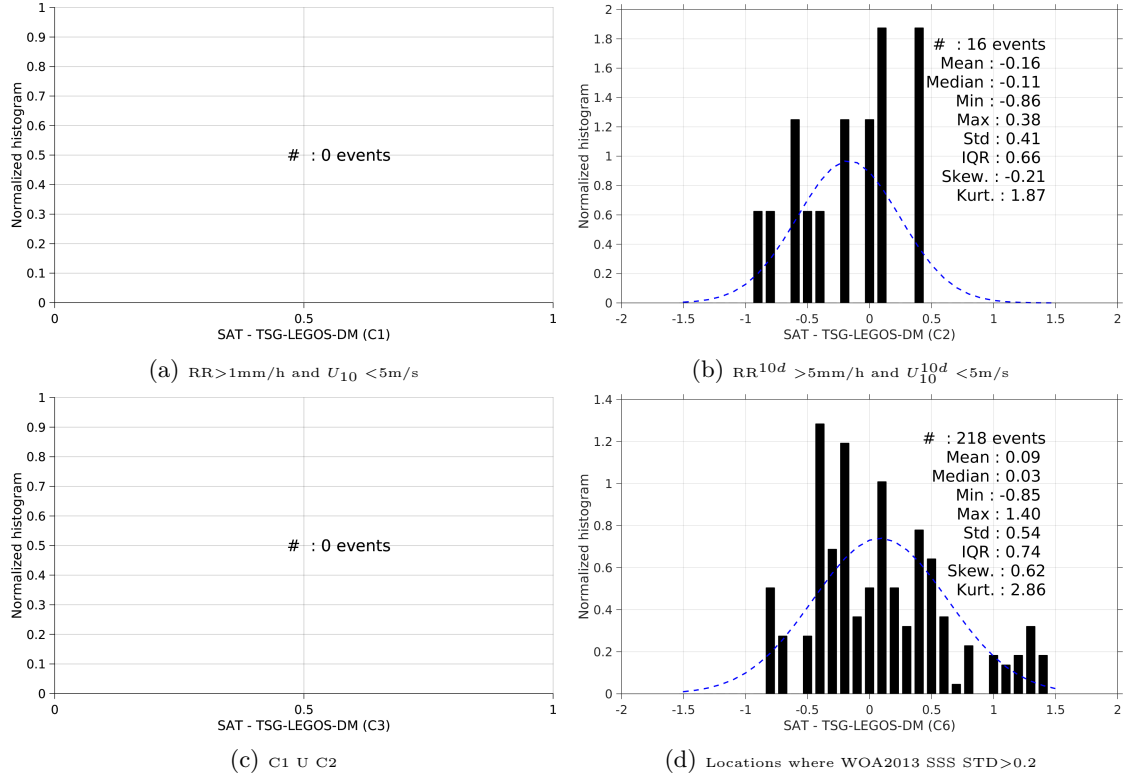 1
0.9
0.8
0.7
0.6
0.5
0.4
0.3
0.2
0.1
0
0
0.5
1
Normalized histogram
# : 0 events
SAT - TSG-LEGOS-DM (C1)
(a) RR>1mm/h and U10 <5m/s
2
1.8
1.6
1.4
1.2
1
0.8
0.6
0.4
0.2
0
-2
-1.5
-1
-0.5
0
0.5
1
1.5
2
Normalized histogram
# : 16 events
Mean : -0.16
Median : -0.11
Min : -0.86
Max : 0.38
Std : 0.41
IQR : 0.66
Skew. : -0.21
Kurt. : 1.87
SAT - TSG-LEGOS-DM (C2)
(b) RR10d >5mm/h and U10d10 <5m/s
1
0.9
0.8
0.7
0.6
0.5
0.4
0.3
0.2
0.1
0
0
0.5
1
Normalized histogram
# : 0 events
SAT - TSG-LEGOS-DM (C3)
(c) C1 U C2
1.4
1.2
1
0.8
0.6
0.4
0.2
0
-2
-1.5
-1
-0.5
0
0.5
1
1.5
2
Normalized histogram
# : 218 events
Mean : 0.09
Median : 0.03
Min : -0.85
Max : 1.40
Std : 0.54
IQR : 0.74
Skew. : 0.62
Kurt. : 2.86
SAT - TSG-LEGOS-DM (C6)
(d) Locations where WOA2013 SSS STD>0.2